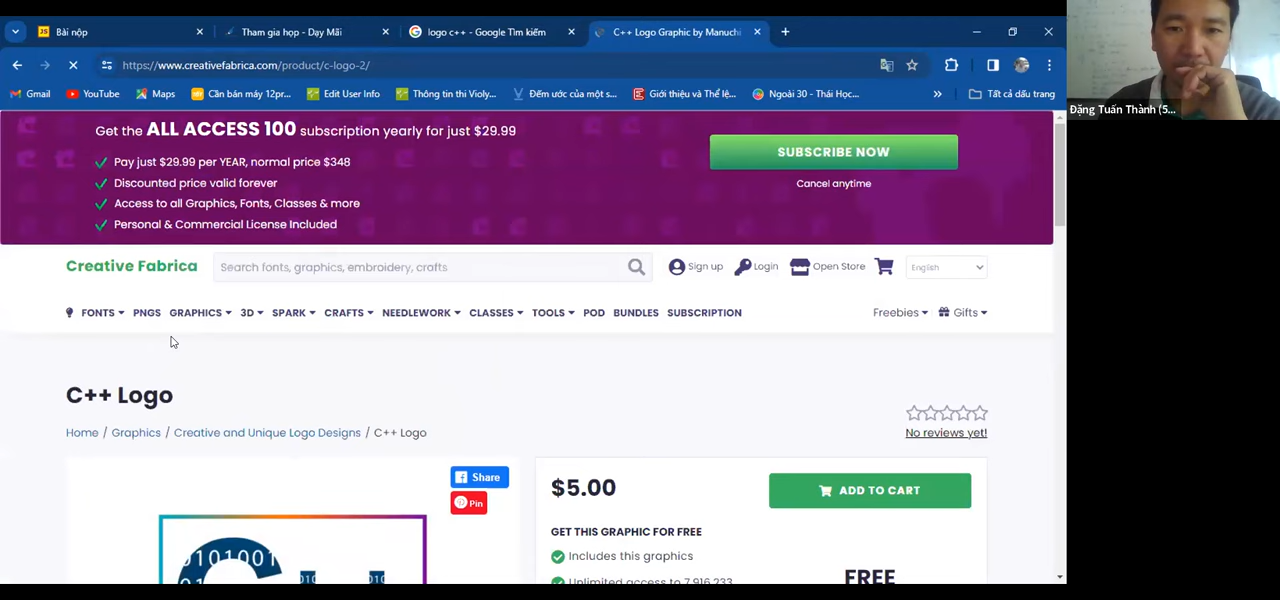 Bài nộp
Tham gia họp - Dạy Mãi
logo c++ - Google Tìm kiếm
C++ Logo Graphic by Manuchi
https://www.creativefabrica.com/product/c-logo-2/
Gmail
YouTube
Maps
Cần bán máy 12pr...
Edit User Info
Thông tin thi Violy...
Đếm ước của một s...
Giới thiệu và Thể lệ...
Ngoài 30 - Thái Học...
»
Tất cả dấu trang
Get the ALL ACCESS 100 subscription yearly for just $29.99
Pay just $29.99 per YEAR, normal price $348
Discounted price valid forever
Access to all Graphics, Fonts, Classes & more
Personal & Commercial License Included
SUBSCRIBE NOW
Cancel anytime
Creative Fabrica
Search fonts, graphics, embroidery, crafts
Sign up
Login
Open Store
English
FONTS
PNGS
GRAPHICS
3D
SPARK
CRAFTS
NEEDLEWORK
CLASSES
TOOLS
POD
BUNDLES
SUBSCRIPTION
Freebies
Gifts
C++ Logo
Home / Graphics / Creative and Unique Logo Designs / C++ Logo
No reviews yet!
Share
Pin
$5.00
ADD TO CART
GET THIS GRAPHIC FOR FREE
Includes this graphics
Unlimited access to 7,916,233
FREE
Đặng Tuấn Thành (5...